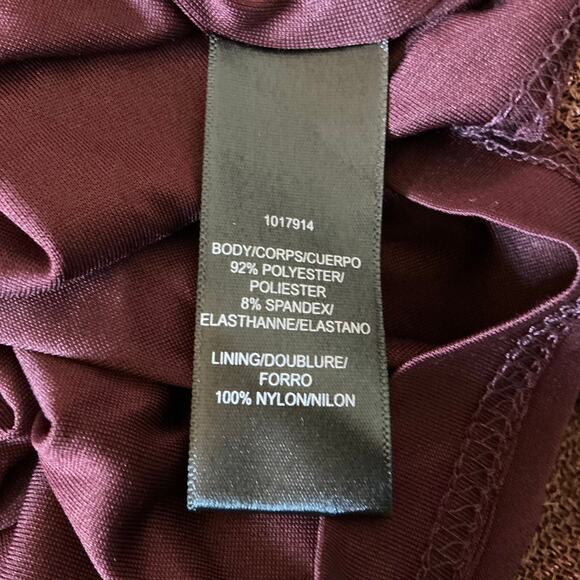 1017914
BODY/CORPS/CUERPO
92% POLYESTER/
POLIESTER
8% SPANDEX/
ELASTHANNE/ELASTANO
LINING/DOUBLURE/
FORRO
100% NYLON/NILON